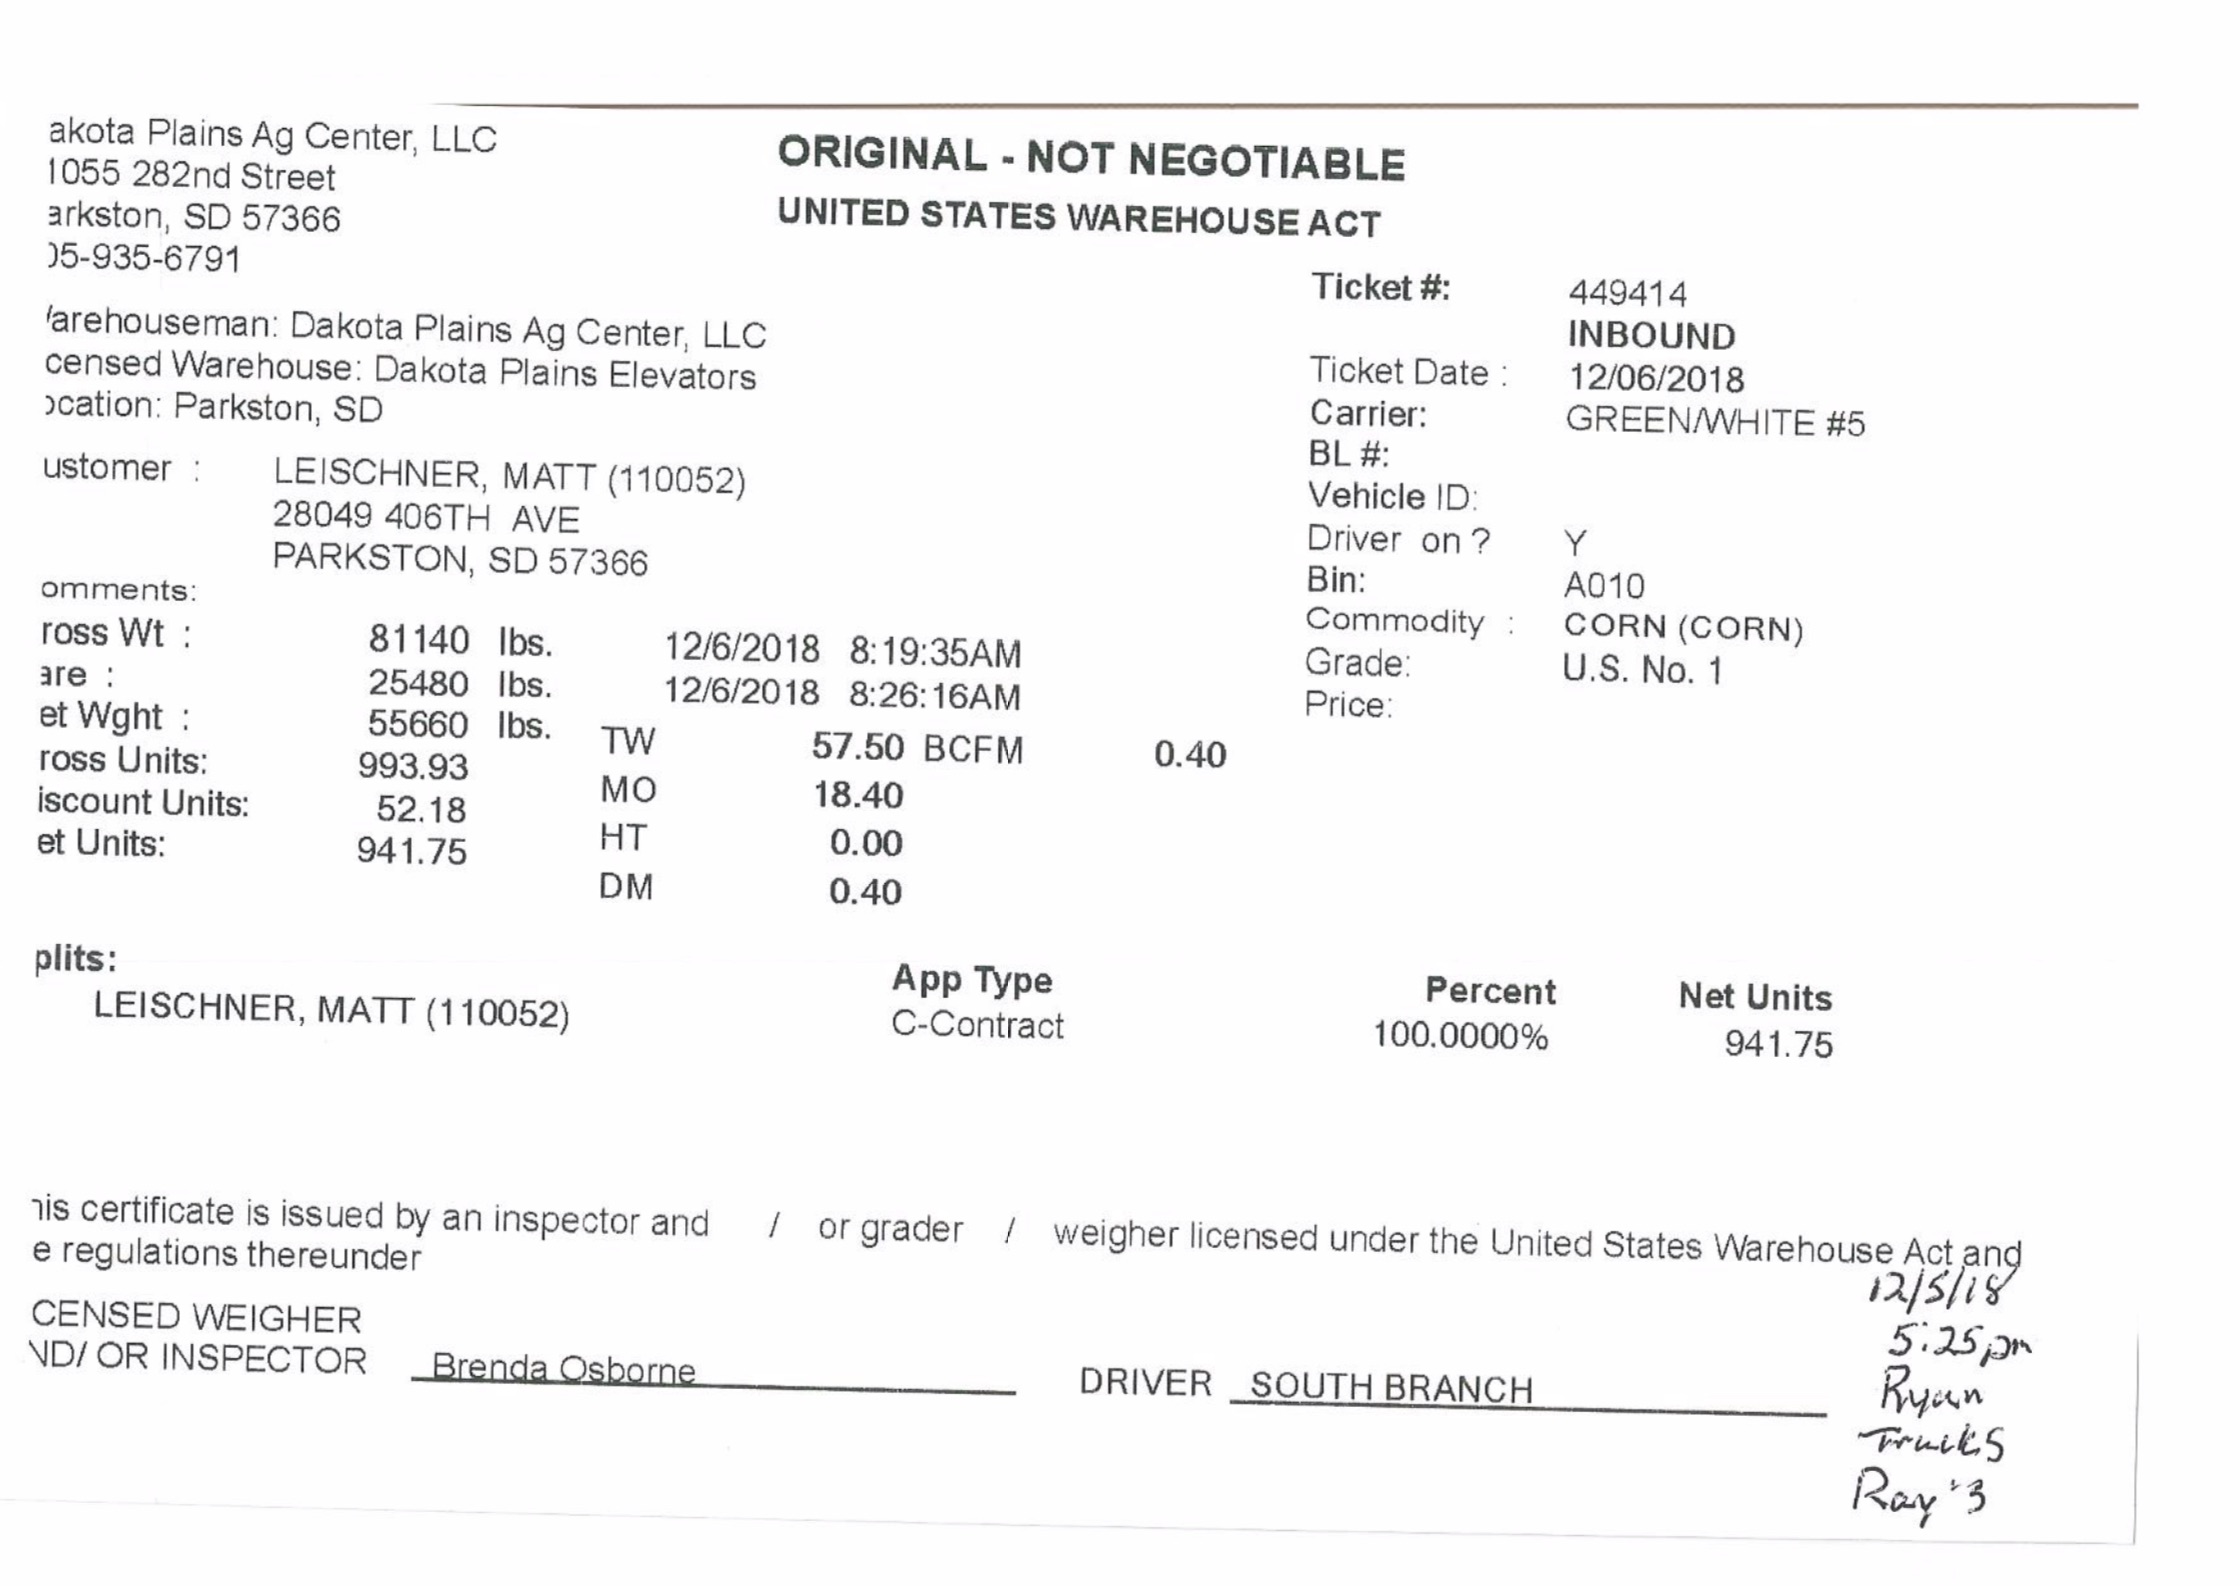 akota Plains Ag Center, LLC
1055 282nd Street
arkston, SD 57366
05-935-6791
ORIGINAL - NOT NEGOTIABLE
UNITED STATES WAREHOUSE ACT
arehouseman: Dakota Plains Ag Center, LLC
censed Warehouse: Dakota Plains Elevators
ocation: Parkston, SD
Ticket #: 449414
INBOUND
Ticket Date : 12/06/2018
Carrier: GREEN/WHITE #5
BL #:
Vehicle ID:
Driver on ? Y
Bin: A010
Commodity : CORN (CORN)
Grade: U.S. No. 1
Price:
ustomer : LEISCHNER, MATT (110052)
28049 406TH AVE
PARKSTON, SD 57366
omments:
ross Wt : 81140 lbs. 12/6/2018 8:19:35AM
are : 25480 lbs. 12/6/2018 8:26:16AM
et Wght : 55660 lbs.
ross Units: 993.93
iscount Units: 52.18
et Units: 941.75
TW 57.50 BCFM 0.40
MO 18.40
HT 0.00
DM 0.40
plits: App Type Percent Net Units
LEISCHNER, MATT (110052) C-Contract 100.0000% 941.75
his certificate is issued by an inspector and / or grader / weigher licensed under the United States Warehouse Act and
e regulations thereunder
CENSED WEIGHER
ND/ OR INSPECTOR Brenda Osborne DRIVER SOUTH BRANCH
12/5/18
5:25 pm
Ryan
Trucks
Ray's